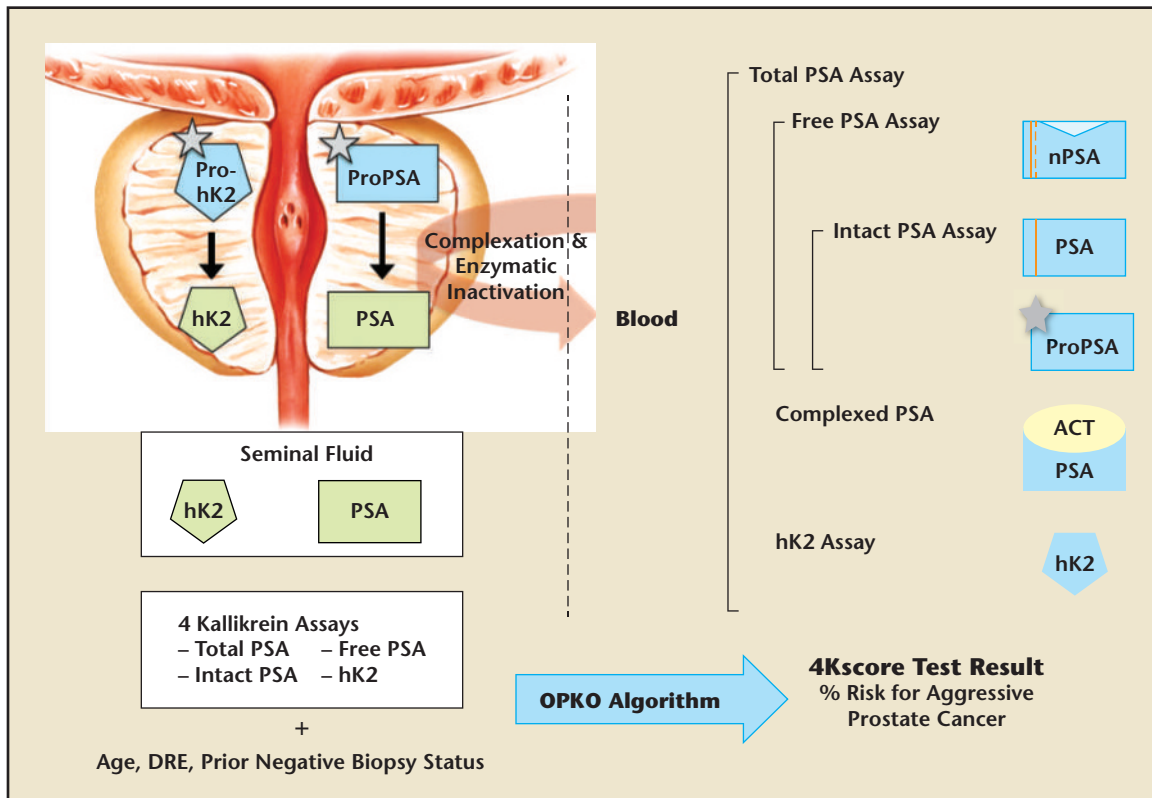 Pro-
hK2
ProPSA
Complexation &
Enzymatic
Inactivation
hK2
PSA
Blood
Total PSA Assay
Free PSA Assay
nPSA
Intact PSA Assay
PSA
ProPSA
Complexed PSA
ACT
PSA
hK2 Assay
hK2
Seminal Fluid
hK2
PSA
4 Kallikrein Assays
– Total PSA – Free PSA
– Intact PSA – hK2
+
Age, DRE, Prior Negative Biopsy Status
OPKO Algorithm
4Kscore Test Result
% Risk for Aggressive
Prostate Cancer